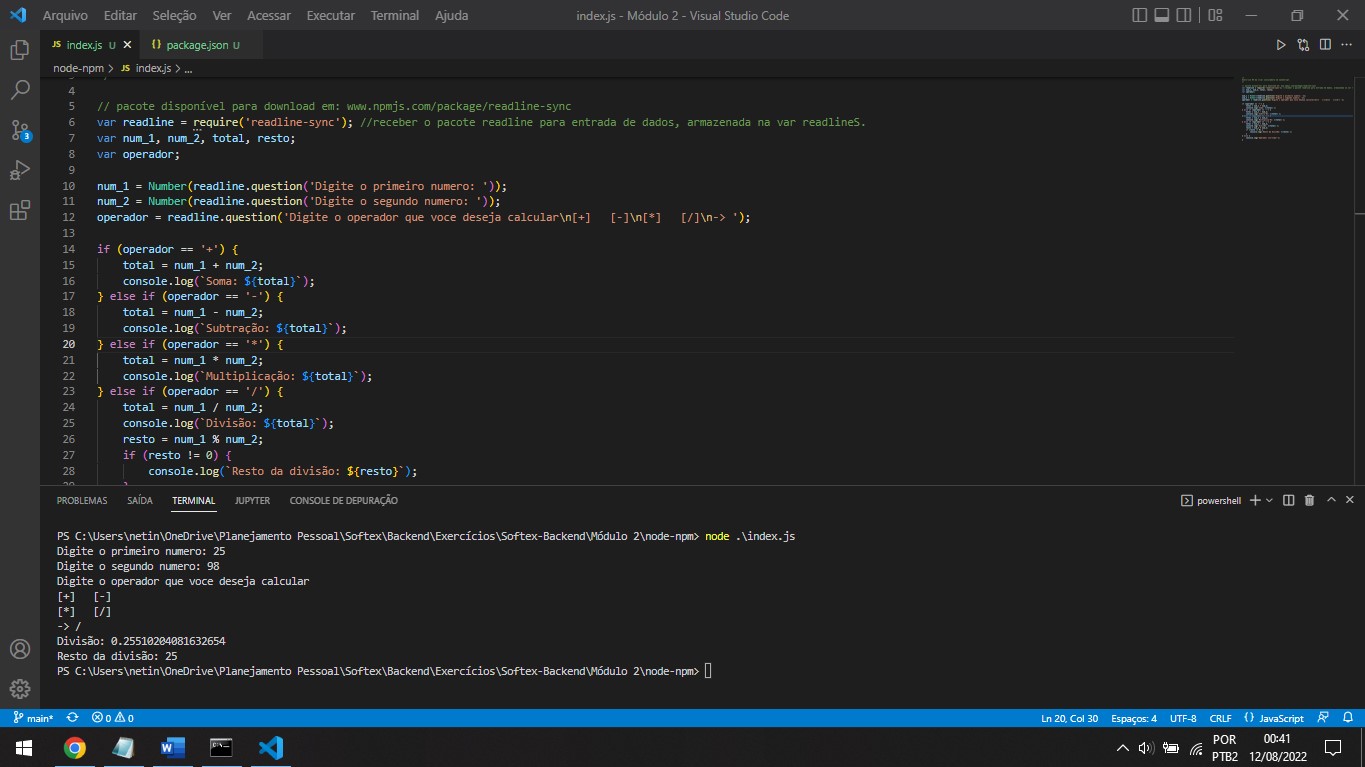 Arquivo Editar Seleção Ver Acessar Executar Terminal Ajuda index.js - Módulo 2 - Visual Studio Code
JS index.js U {} package.json U
node-npm > JS index.js > ...
4
5 // pacote disponível para download em: www.npmjs.com/package/readline-sync
6 var readline = require('readline-sync'); //receber o pacote readline para entrada de dados, armazenada na var readlineS.
7 var num_1, num_2, total, resto;
8 var operador;
9
10 num_1 = Number(readline.question('Digite o primeiro numero: '));
11 num_2 = Number(readline.question('Digite o segundo numero: '));
12 operador = readline.question('Digite o operador que voce deseja calcular\n[+]   [-]\n[*]   [/]\n-> ');
13
14 if (operador == '+') {
15     total = num_1 + num_2;
16     console.log(`Soma: ${total}`);
17 } else if (operador == '-') {
18     total = num_1 - num_2;
19     console.log(`Subtração: ${total}`);
20 } else if (operador == '*') {
21     total = num_1 * num_2;
22     console.log(`Multiplicação: ${total}`);
23 } else if (operador == '/') {
24     total = num_1 / num_2;
25     console.log(`Divisão: ${total}`);
26     resto = num_1 % num_2;
27     if (resto != 0) {
28         console.log(`Resto da divisão: ${resto}`);
PROBLEMAS SAÍDA TERMINAL JUPYTER CONSOLE DE DEPURAÇÃO powershell
PS C:\Users\netin\OneDrive\Planejamento Pessoal\Softex\Backend\Exercícios\Softex-Backend\Módulo 2\node-npm> node .\index.js
Digite o primeiro numero: 25
Digite o segundo numero: 98
Digite o operador que voce deseja calcular
[+]   [-]
[*]   [/]
-> /
Divisão: 0.25510204081632654
Resto da divisão: 25
PS C:\Users\netin\OneDrive\Planejamento Pessoal\Softex\Backend\Exercícios\Softex-Backend\Módulo 2\node-npm>
3
main* 0 0 Ln 20, Col 30 Espaços: 4 UTF-8 CRLF {} JavaScript
POR 00:41
PTB2 12/08/2022